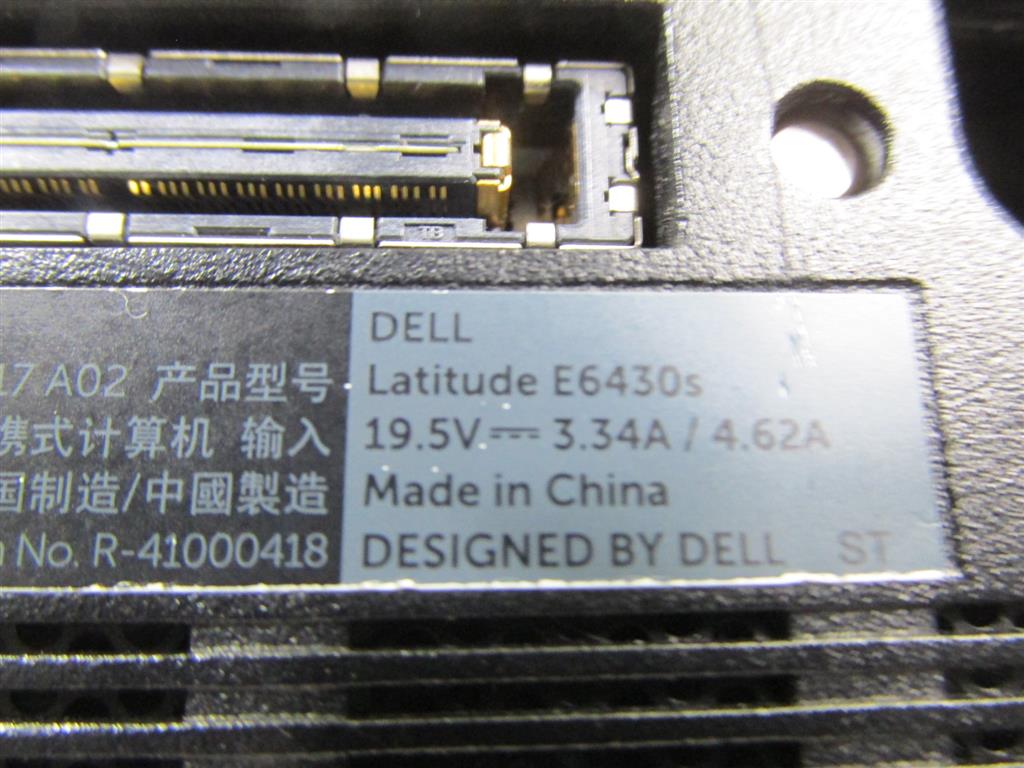 TB
DELL
17 A02 产品型号 Latitude E6430s
携式计算机 输入 19.5V⎓ 3.34A / 4.62A
国制造/中國製造 Made in China
No. R-41000418 DESIGNED BY DELL ST